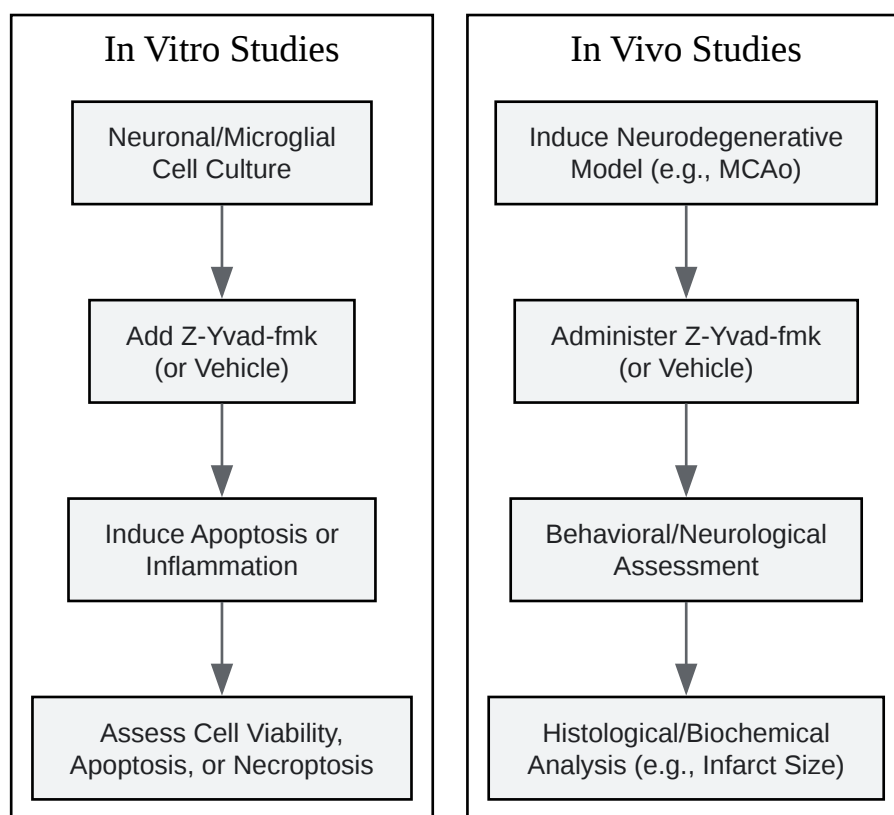 In Vitro Studies
Neuronal/Microglial
Cell Culture
Add Z-Yvad-fmk
(or Vehicle)
Induce Apoptosis or
Inflammation
Assess Cell Viability,
Apoptosis, or Necroptosis
In Vivo Studies
Induce Neurodegenerative
Model (e.g., MCAo)
Administer Z-Yvad-fmk
(or Vehicle)
Behavioral/Neurological
Assessment
Histological/Biochemical
Analysis (e.g., Infarct Size)